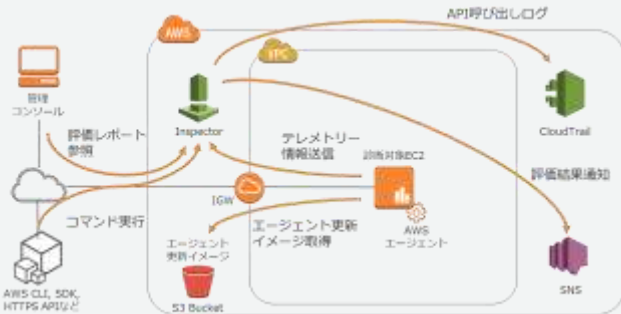 API呼び出しログ
AWS
VPC
管理
コンソール
Inspector
CloudTrail
評価レポート
参照
テレメトリー
情報送信
診断対象EC2
評価結果通知
IGW
コマンド実行
エージェント更新
イメージ取得
AWS
エージェント
エージェント
更新イメージ
AWS CLI, SDK,
HTTPS APIなど
S3 Bucket
SNS